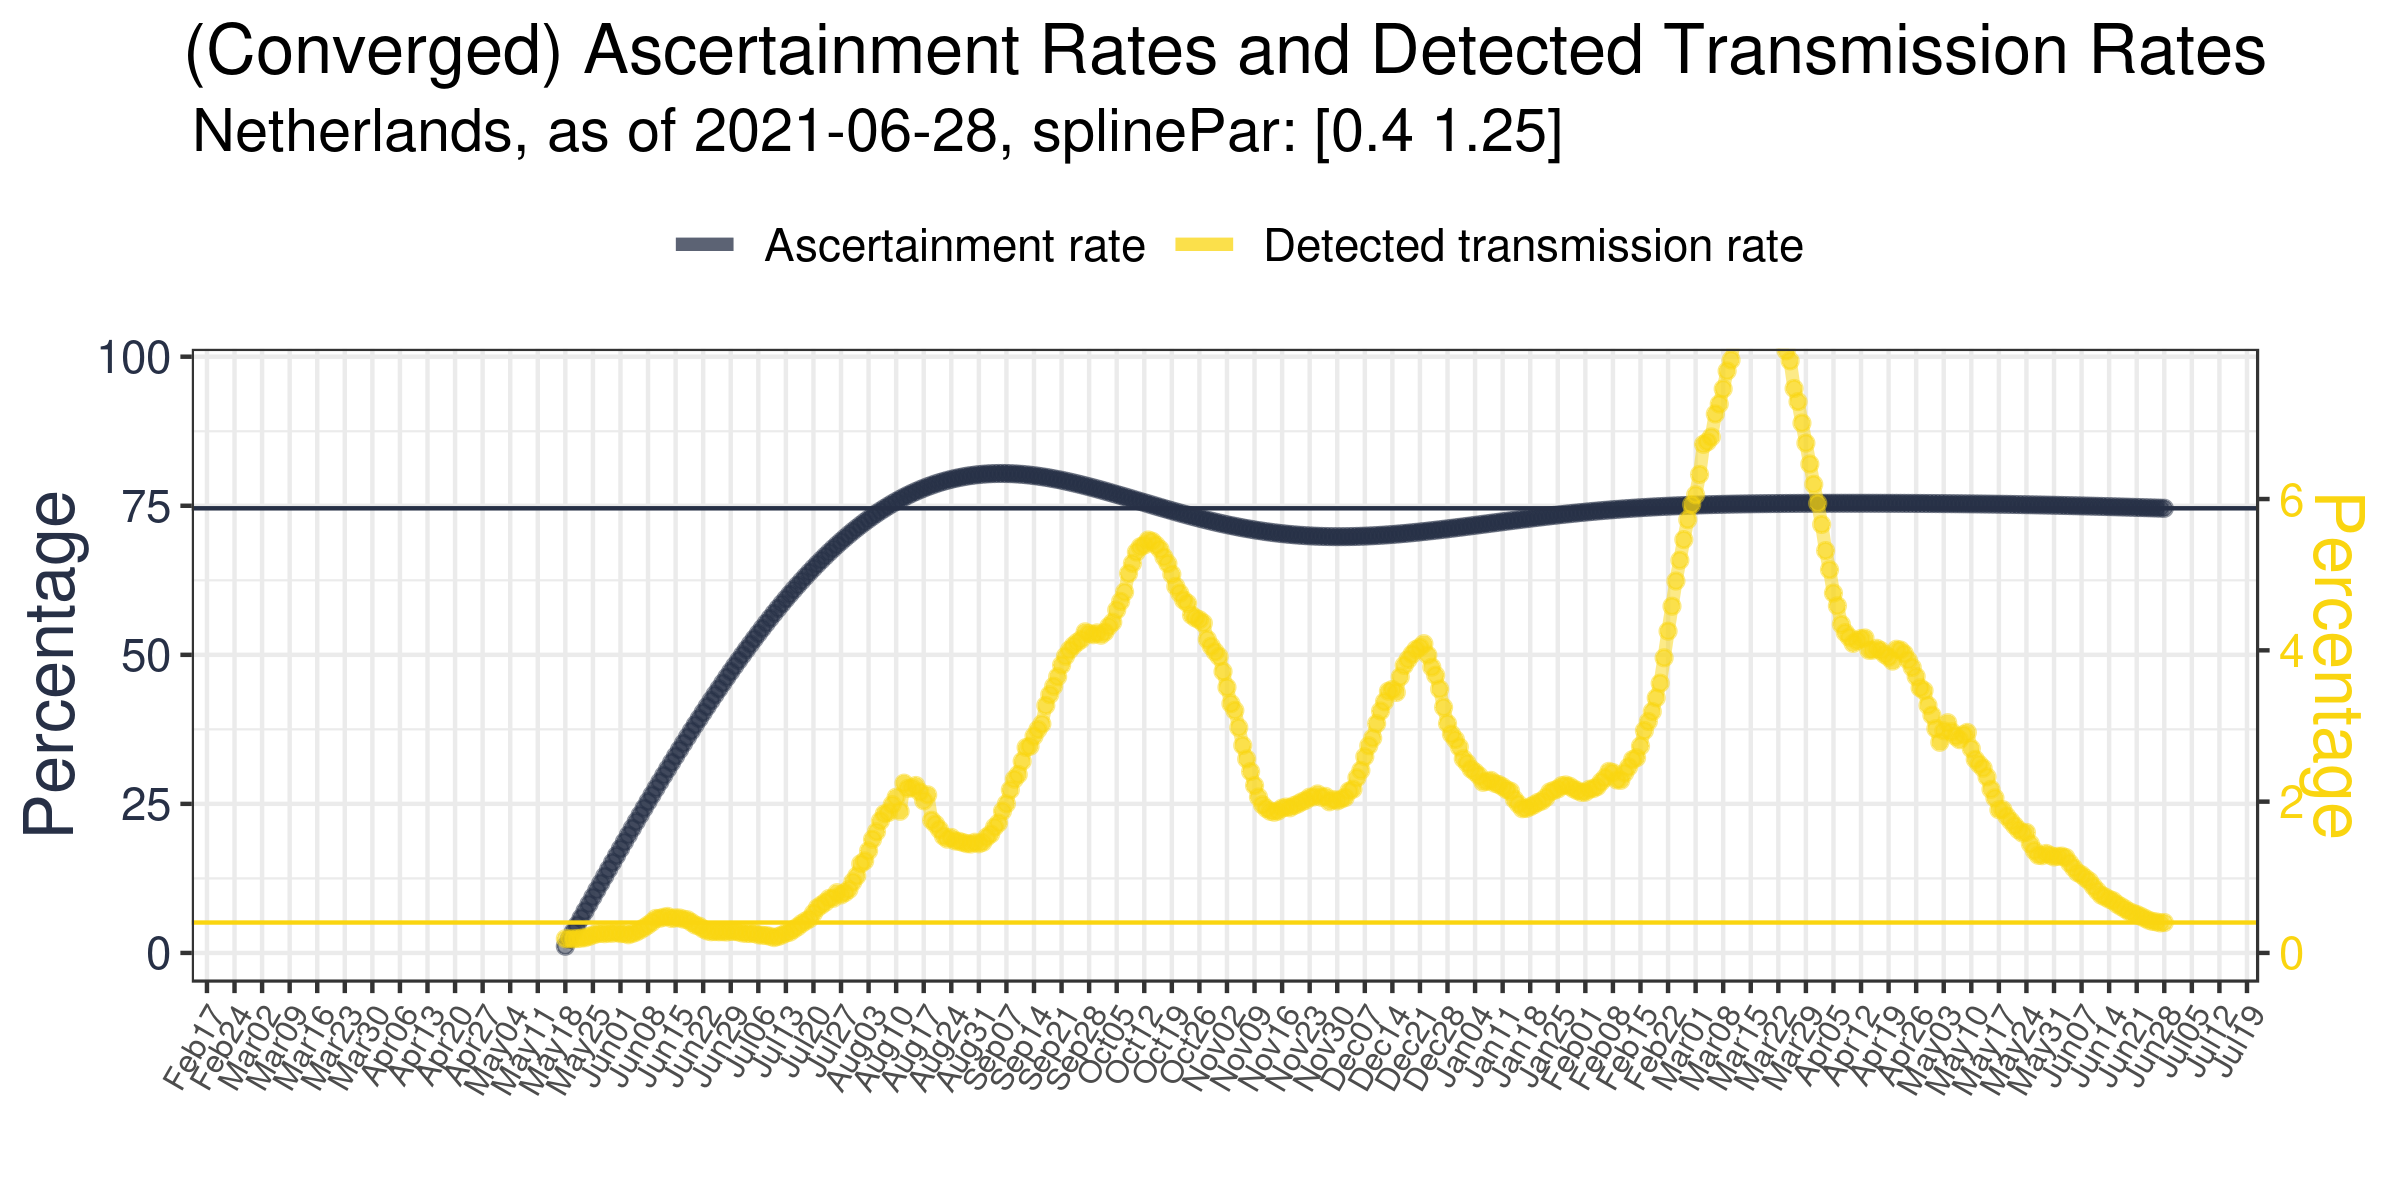 (Converged) Ascertainment Rates and Detected Transmission Rates
Netherlands, as of 2021-06-28, splinePar: [0.4 1.25]
Ascertainment rate
Detected transmission rate
Percentage
100
75
50
25
0
6
4
2
0
Percentage
Feb17
Feb24
Mar02
Mar09
Mar16
Mar23
Mar30
Apr06
Apr13
Apr20
Apr27
May04
May11
May18
May25
Jun01
Jun08
Jun15
Jun22
Jun29
Jul06
Jul13
Jul20
Jul27
Aug03
Aug10
Aug17
Aug24
Aug31
Sep07
Sep14
Sep21
Sep28
Oct05
Oct12
Oct19
Oct26
Nov02
Nov09
Nov16
Nov23
Nov30
Dec07
Dec14
Dec21
Dec28
Jan04
Jan11
Jan18
Jan25
Feb01
Feb08
Feb15
Feb22
Mar01
Mar08
Mar15
Mar22
Mar29
Apr05
Apr12
Apr19
Apr26
May03
May10
May17
May24
May31
Jun07
Jun14
Jun21
Jun28
Jul05
Jul12
Jul19